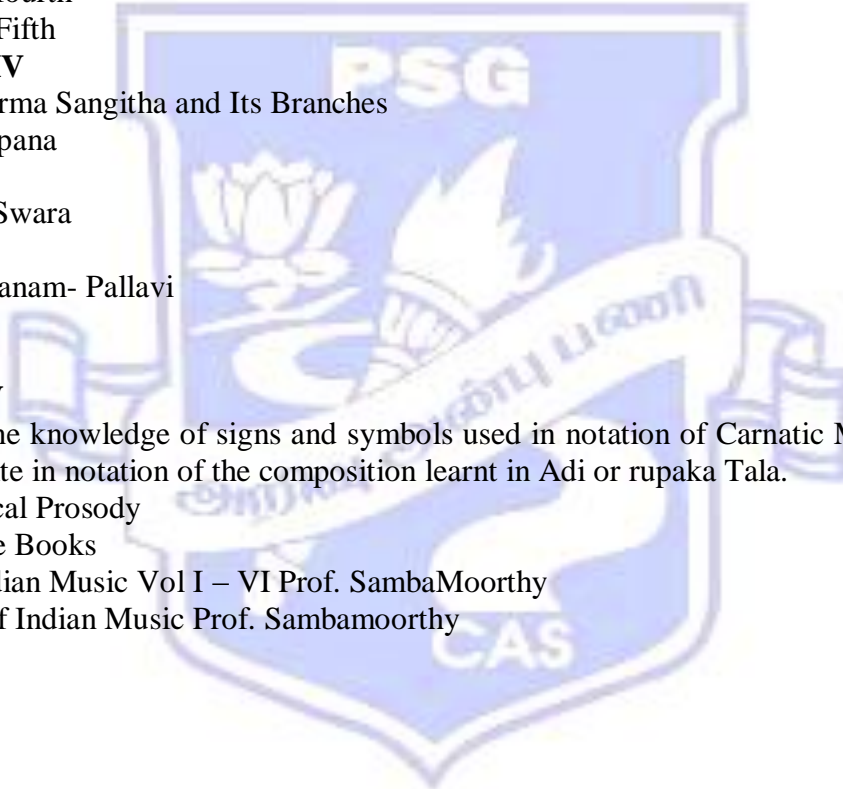 Fifth
IV
rma Sangitha and Its Branches
pana
Swara
anam- Pallavi
ne knowledge of signs and symbols used in notation of Carnatic M
te in notation of the composition learnt in Adi or rupaka Tala.
cal Prosody
e Books
dian Music Vol I – VI Prof. SambaMoorthy
f Indian Music Prof. Sambamoorthy
PSG
CAS